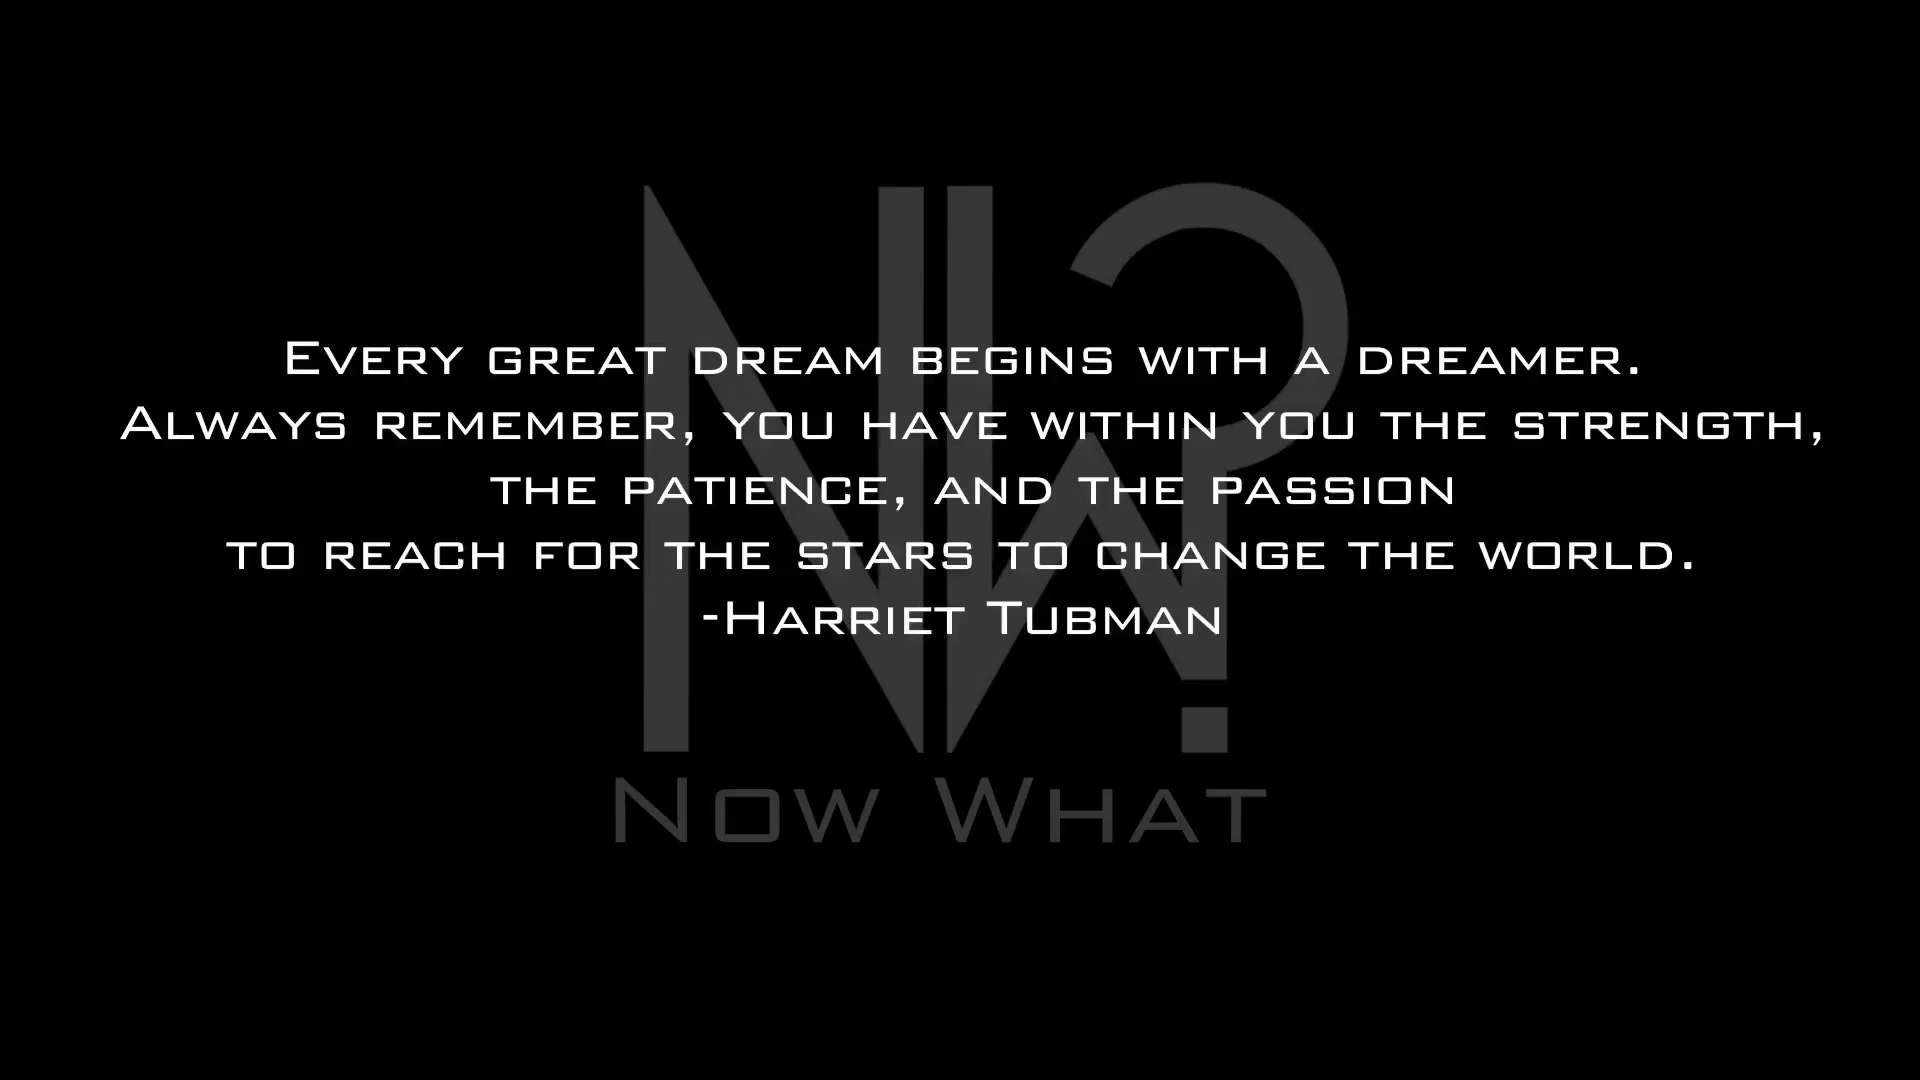 Every great dream begins with a dreamer.
Always remember, you have within you the strength,
the patience, and the passion
to reach for the stars to change the world.
-Harriet Tubman
NW?
Now What